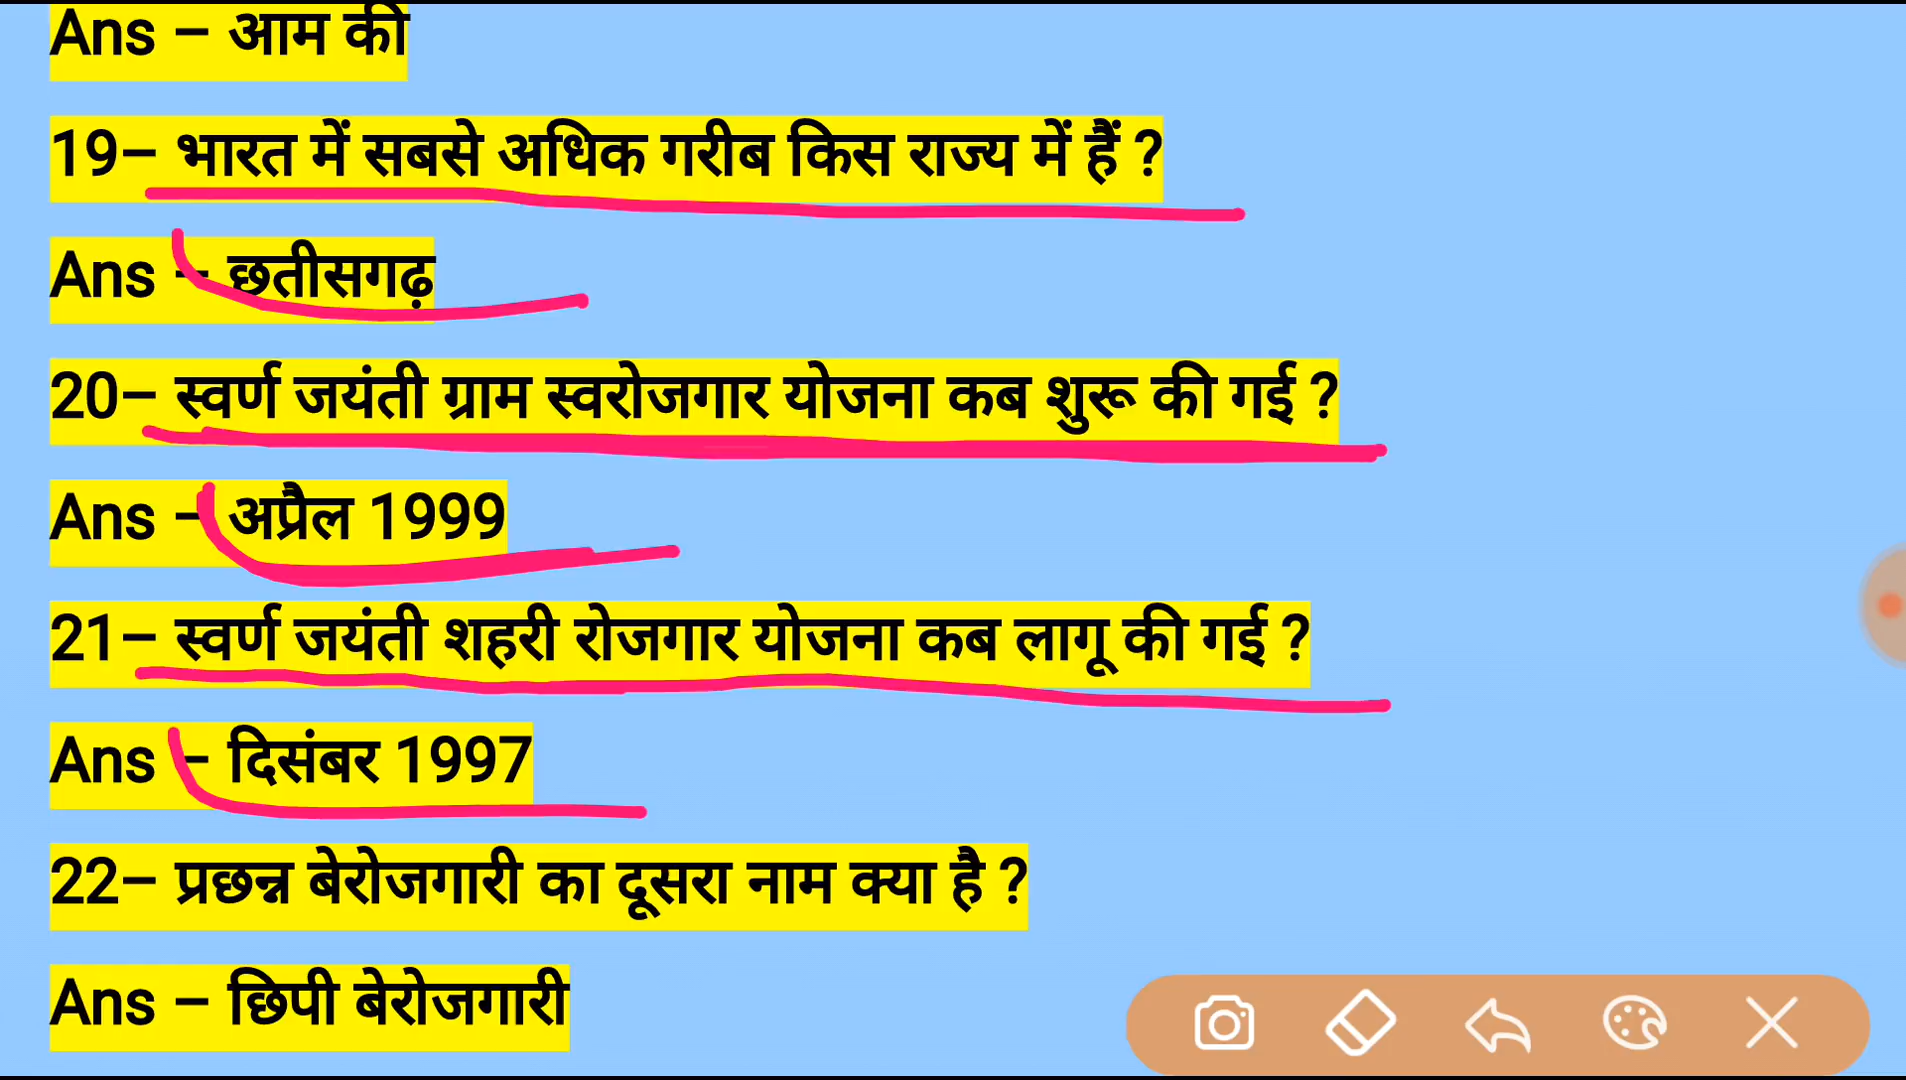 Ans – आम की
19– भारत में सबसे अधिक गरीब किस राज्य में हैं ?
Ans – छतीसगढ़
20– स्वर्ण जयंती ग्राम स्वरोजगार योजना कब शुरू की गई ?
Ans – अप्रैल 1999
21– स्वर्ण जयंती शहरी रोजगार योजना कब लागू की गई ?
Ans – दिसंबर 1997
22– प्रछन्न बेरोजगारी का दूसरा नाम क्या है ?
Ans – छिपी बेरोजगारी